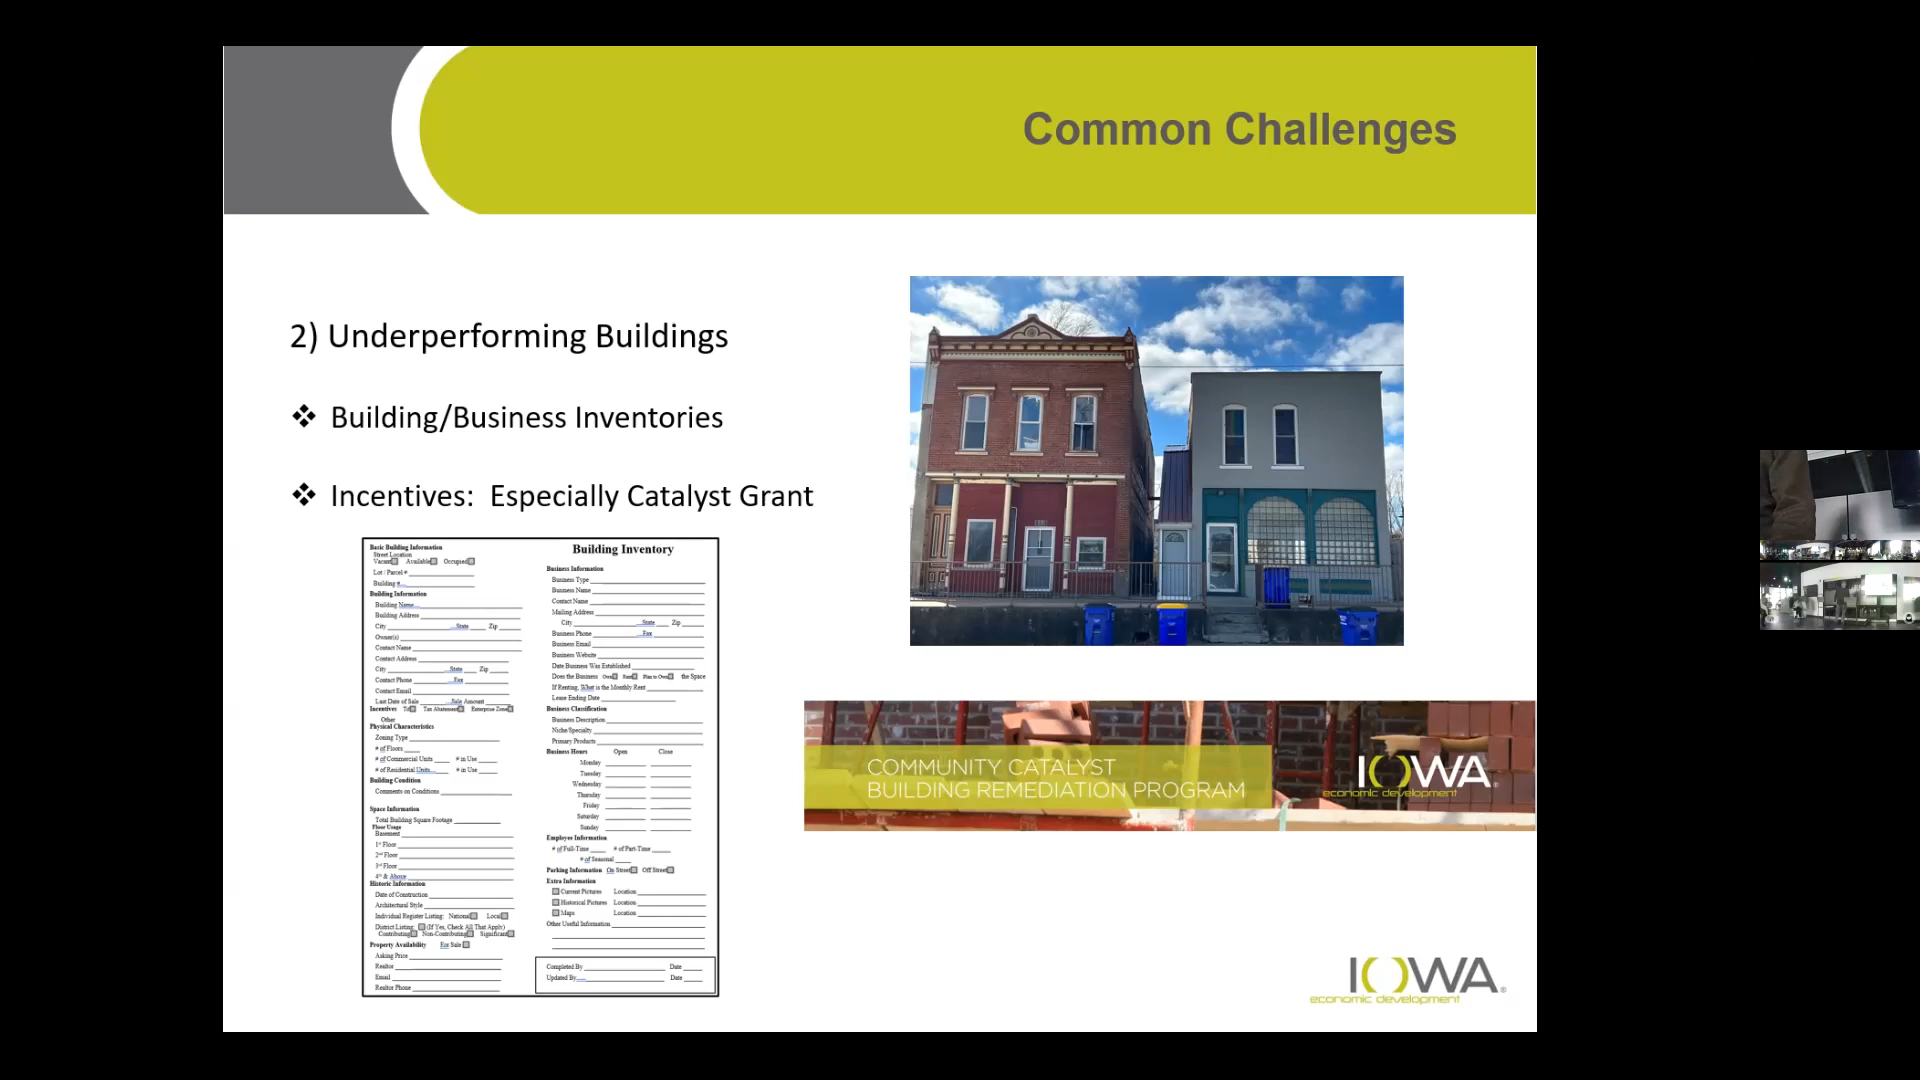 Common Challenges
2) Underperforming Buildings
❖ Building/Business Inventories
❖ Incentives: Especially Catalyst Grant
Building Inventory
Basic Building Information
Street Location
Vacant Available Occupied
Lot / Parcel #
Building #
Building Information
Building Name
Building Address
City State Zip
Owner(s)
Contact Name
Contact Address
City State Zip
Contact Phone Fax
Contact Email
Last Date of Sale Sale Amount
Incentives Tif Tax Abatement Enterprise Zone
Other
Physical Characteristics
Zoning Type
# of Floors
# of Commercial Units # in Use
# of Residential Units # in Use
Building Condition
Comments on Conditions
Space Information
Total Building Square Footage
Floor Usage
Basement
1st Floor
2nd Floor
3rd Floor
4th & Above
Historic Information
Date of Construction
Architectural Style
Individual Register Listing: National Local
District Listing: (If Yes, Check All That Apply)
Contributing Non-Contributing Significant
Property Availability For Sale
Asking Price
Realtor
Email
Realtor Phone
Business Information
Business Type
Business Name
Contact Name
Mailing Address
City State Zip
Business Phone Fax
Business Email
Business Website
Date Business Was Established
Does the Business Own Rent Plan to Own the Space
If Renting, What is the Monthly Rent
Lease Ending Date
Business Classification
Business Description
Niche/Specialty
Primary Products
Business Hours Open Close
Monday
Tuesday
Wednesday
Thursday
Friday
Saturday
Sunday
Employee Information
# of Full-Time # of Part-Time
# of Seasonal
Parking Information On Street Off Street
Extra Information
Current Pictures Location
Historical Pictures Location
Maps Location
Other Useful Information
Completed By Date
Updated By Date
COMMUNITY CATALYST
BUILDING REMEDIATION PROGRAM
IOWA
economic development
IOWA
economic development